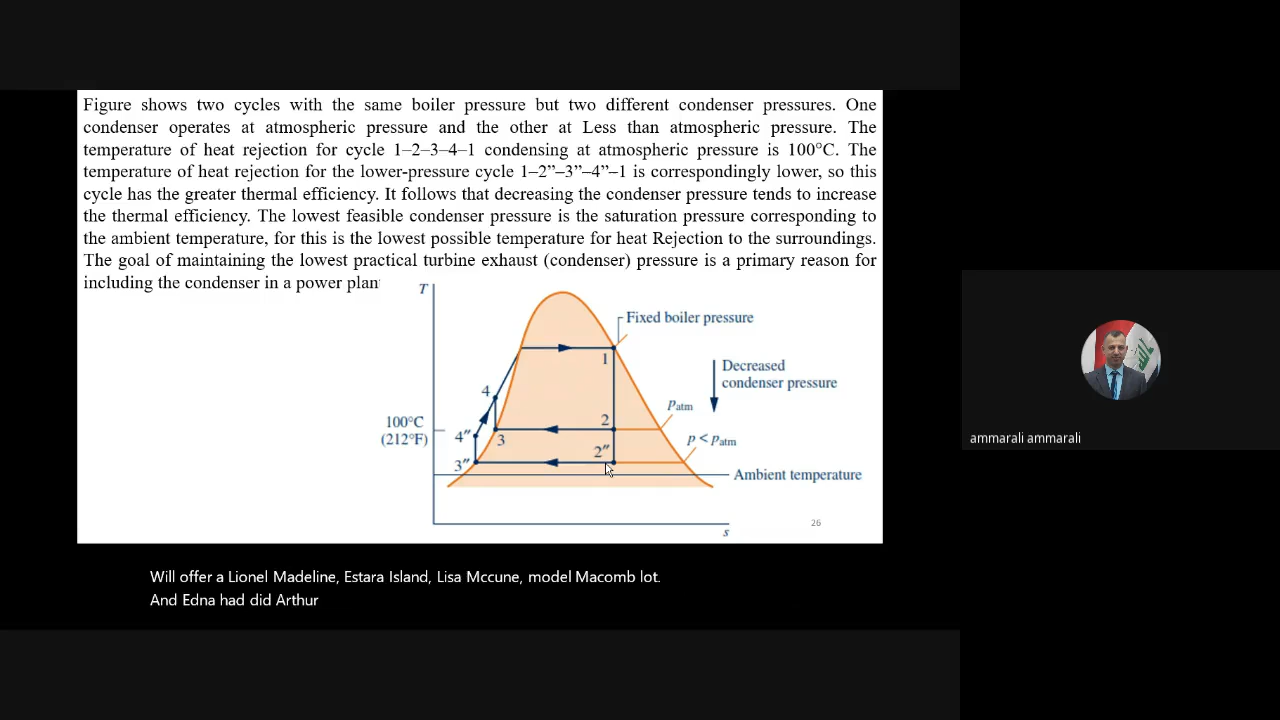 Figure shows two cycles with the same boiler pressure but two different condenser pressures. One
condenser operates at atmospheric pressure and the other at Less than atmospheric pressure. The
temperature of heat rejection for cycle 1–2–3–4–1 condensing at atmospheric pressure is 100°C. The
temperature of heat rejection for the lower-pressure cycle 1–2”–3”–4”–1 is correspondingly lower, so this
cycle has the greater thermal efficiency. It follows that decreasing the condenser pressure tends to increase
the thermal efficiency. The lowest feasible condenser pressure is the saturation pressure corresponding to
the ambient temperature, for this is the lowest possible temperature for heat Rejection to the surroundings.
The goal of maintaining the lowest practical turbine exhaust (condenser) pressure is a primary reason for
including the condenser in a power plan
T
Fixed boiler pressure
1
Decreased
condenser pressure
4
Patm
2
100°C
(212°F)
4″
3
p < Patm
2″
3″
Ambient temperature
s
26
ammarali ammarali
Will offer a Lionel Madeline, Estara Island, Lisa Mccune, model Macomb lot.
And Edna had did Arthur